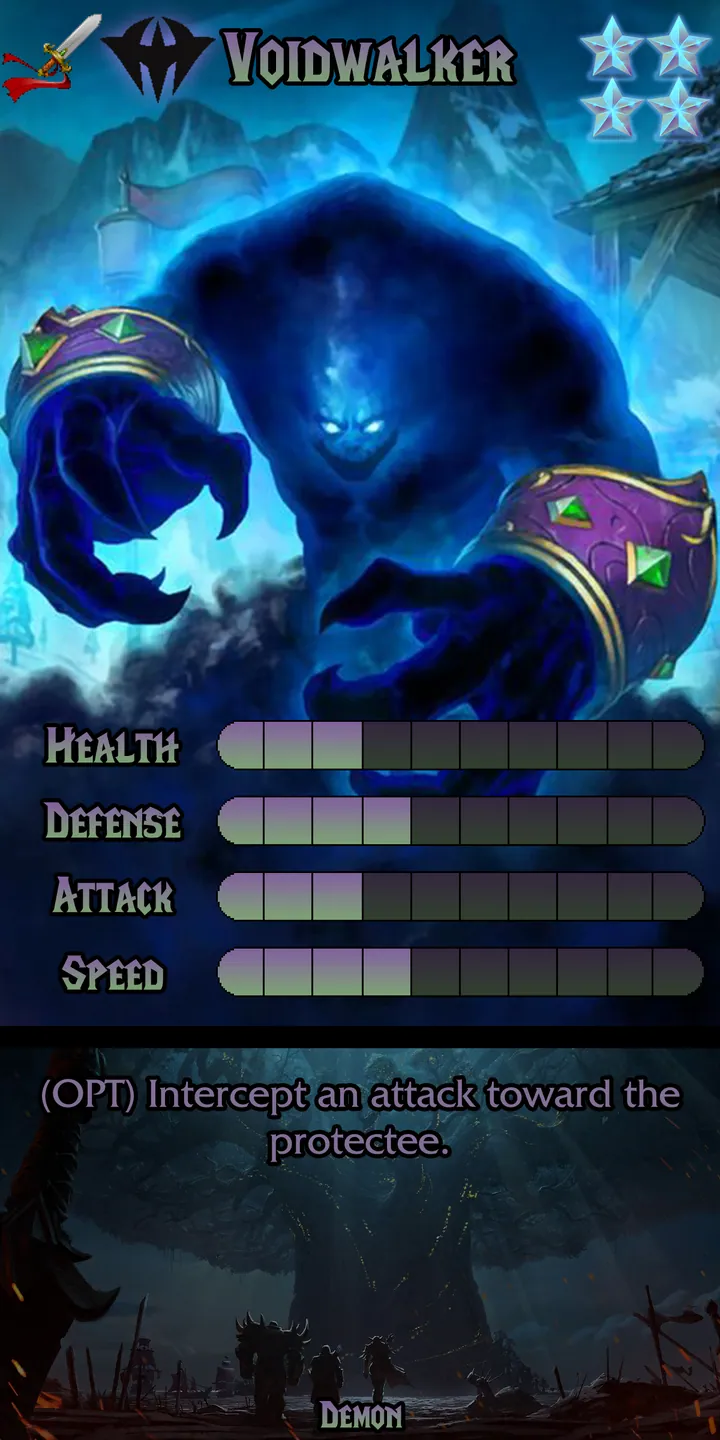 Voidwalker
Health
Defense
Attack
Speed
(OPT) Intercept an attack toward the
protectee.
Demon